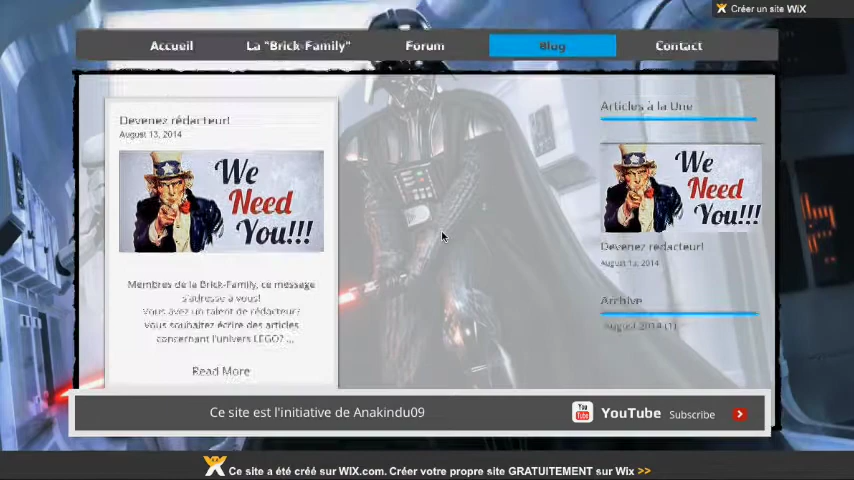 Créer un site WiX
Accueil
La "Brick-Family"
Forum
Blog
Contact
Devenez rédacteur!
August 13, 2014
We
Need
You!!!
Membres de la Brick-Family, ce message
s'adresse à vous!
Vous avez un talent de rédacteur?
Vous souhaitez écrire des articles
concernant l'univers LEGO? ...
Read More
Articles à la Une
We
Need
You!!!
Devenez rédacteur!
August 13, 2014
Archive
August 2014 (1)
Ce site est l'initiative de Anakindu09
You
Tube
YouTube
Subscribe
Ce site a été créé sur WIX.com. Créer votre propre site GRATUITEMENT sur Wix >>